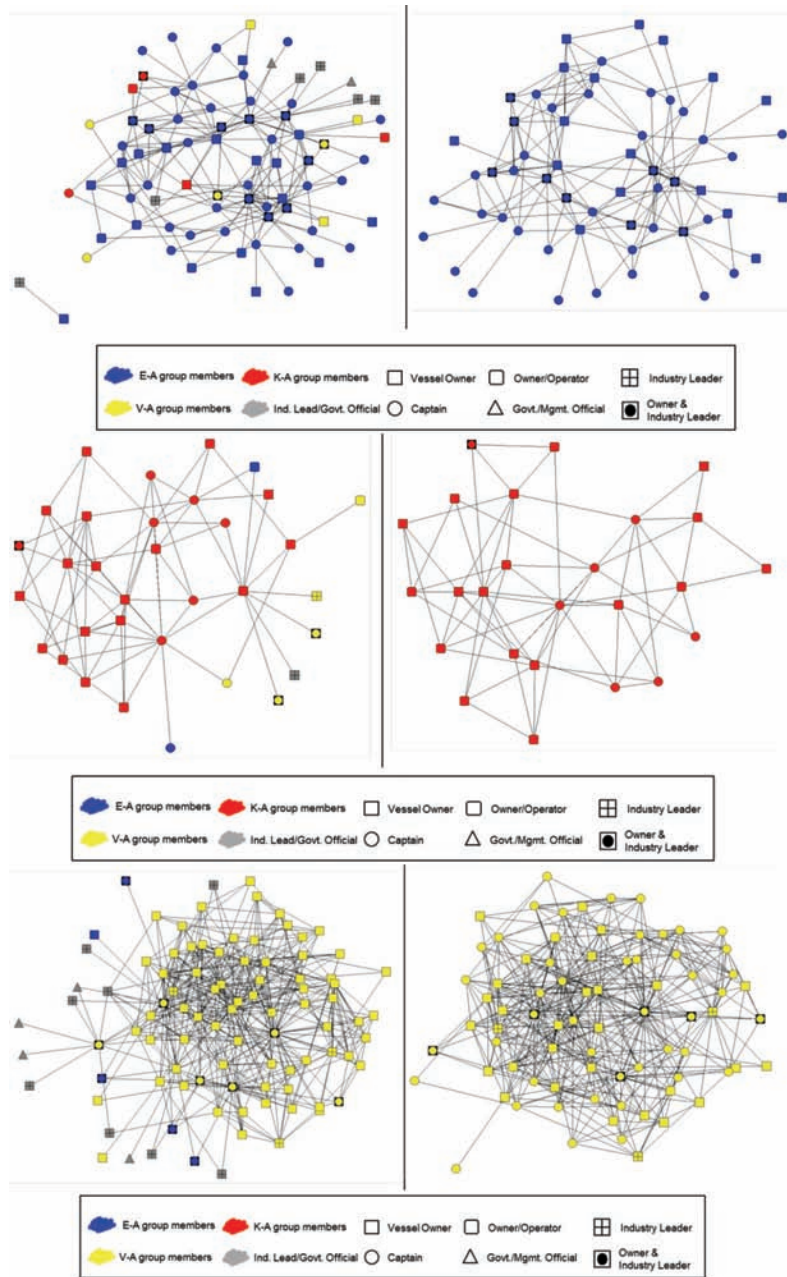 E-A group members K-A group members Vessel Owner Owner/Operator Industry Leader
V-A group members Ind. Lead/Govt. Official Captain Govt./Mgmt. Official Owner &
Industry Leader
E-A group members K-A group members Vessel Owner Owner/Operator Industry Leader
V-A group members Ind. Lead/Govt. Official Captain Govt./Mgmt. Official Owner &
Industry Leader
E-A group members K-A group members Vessel Owner Owner/Operator Industry Leader
V-A group members Ind. Lead/Govt. Official Captain Govt./Mgmt. Official Owner &
Industry Leader